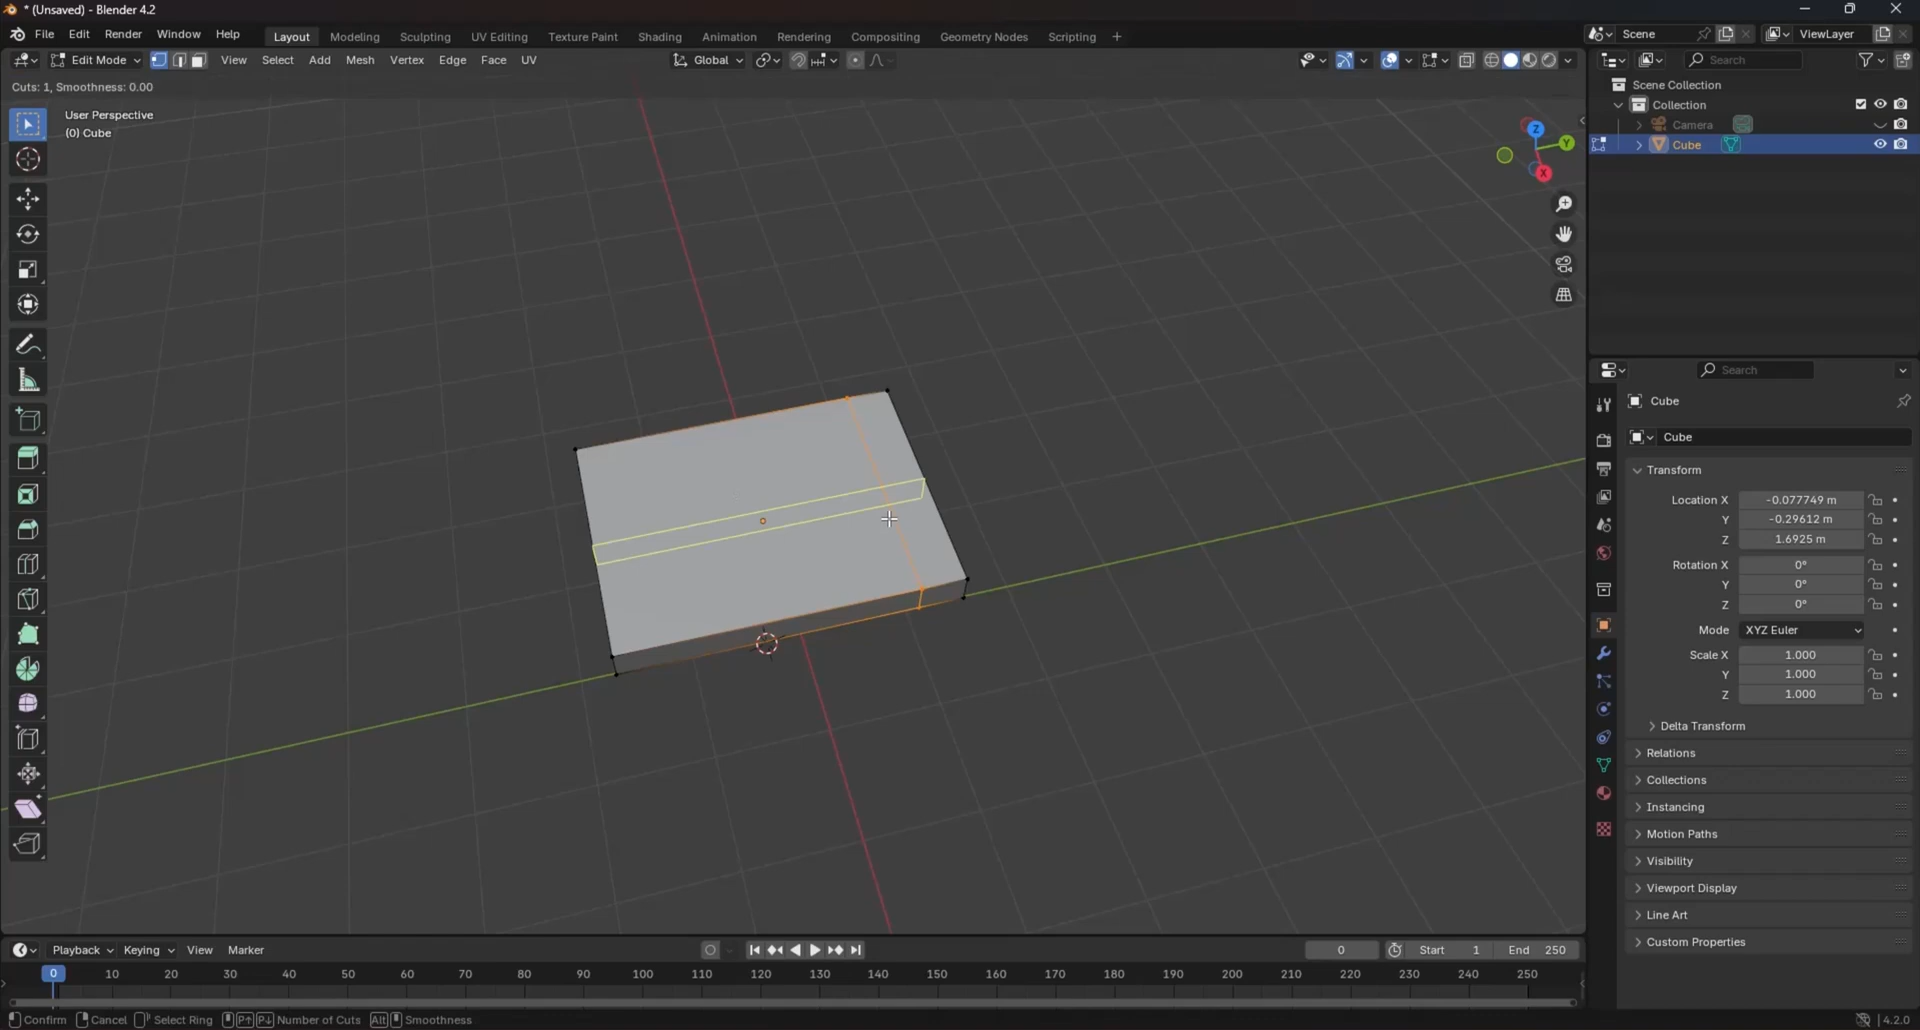 * (Unsaved) - Blender 4.2
File Edit Render Window Help Layout Modeling Sculpting UV Editing Texture Paint Shading Animation Rendering Compositing Geometry Nodes Scripting + Scene ViewLayer
Edit Mode View Select Add Mesh Vertex Edge Face UV Global Search
Cuts: 1, Smoothness: 0.00
User Perspective
(0) Cube
Z
Y
X
Scene Collection
Collection
Camera
Cube
Search
Cube
Cube
Transform
Location X -0.077749 m
Y -0.29612 m
Z 1.6925 m
Rotation X 0°
Y 0°
Z 0°
Mode XYZ Euler
Scale X 1.000
Y 1.000
Z 1.000
Delta Transform
Relations
Collections
Instancing
Motion Paths
Visibility
Viewport Display
Line Art
Custom Properties
Playback Keying View Marker 0 Start 1 End 250
0 10 20 30 40 50 60 70 80 90 100 110 120 130 140 150 160 170 180 190 200 210 220 230 240 250
Confirm Cancel Select Ring P↑ P↓ Number of Cuts Alt Smoothness 4.2.0